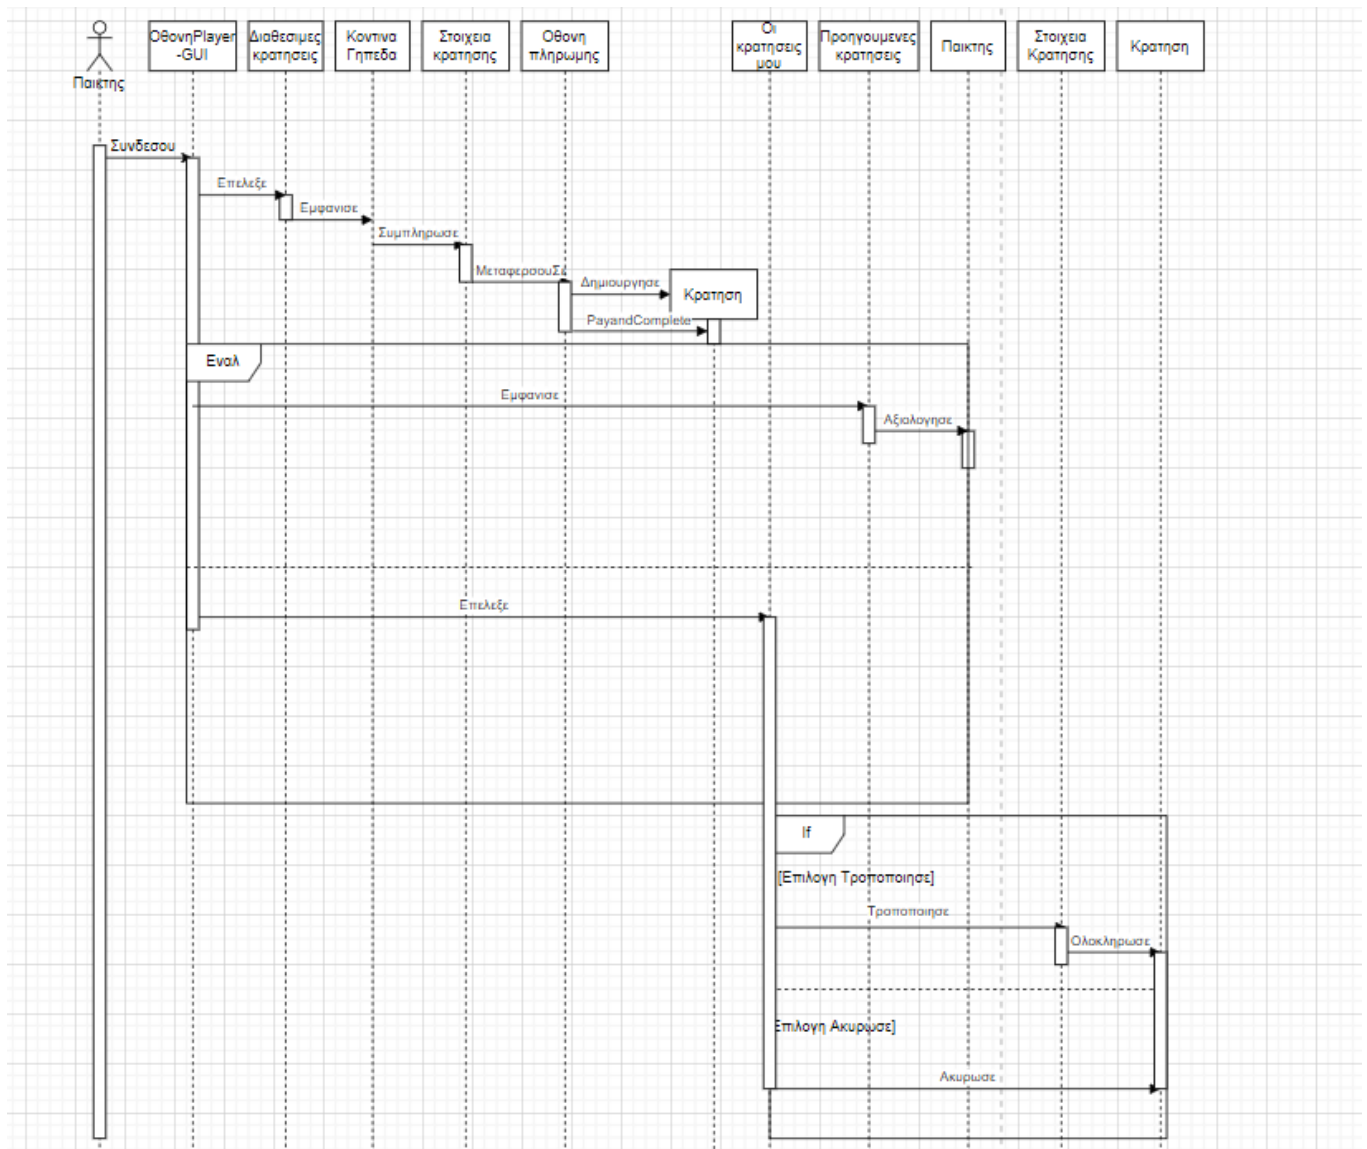 Παικτης
ΟθονηPlayer
-GUI
Διαθεσιμες
κρατησεις
Κοντινα
Γηπεδα
Στοιχεια
κρατησης
Οθονη
πληρωμης
Οι
κρατησεις
μου
Προηγουμενες
κρατησεις
Παικτης
Στοιχεια
Κρατησης
Κρατηση
Συνδεσου
Επελεξε
Εμφανισε
Συμπληρωσε
ΜεταφερσουΣε
Δημιουργησε
Κρατηση
PayandComplete
Εναλ
Εμφανισε
Αξιολογησε
Επελεξε
If
[Επιλογη Τροποποιησε]
Τροποποιησε
Ολοκληρωσε
Επιλογη Ακυρωσε]
Ακυρωσε